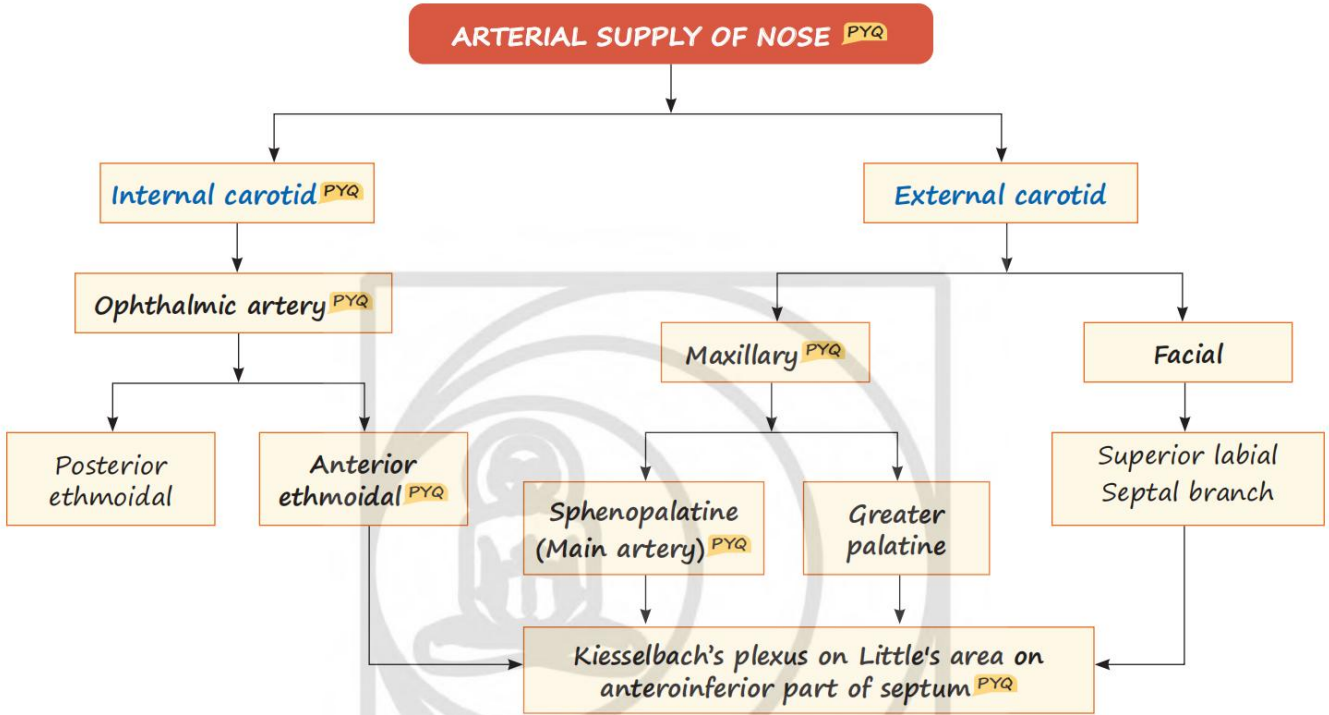 ARTERIAL SUPPLY OF NOSE PYQ
Internal carotid PYQ
External carotid
Ophthalmic artery PYQ
Maxillary PYQ
Facial
Posterior
ethmoidal
Anterior
ethmoidal PYQ
Sphenopalatine
(Main artery) PYQ
Greater
palatine
Superior labial
Septal branch
Kiesselbach's plexus on Little's area on
anteroinferior part of septum PYQ